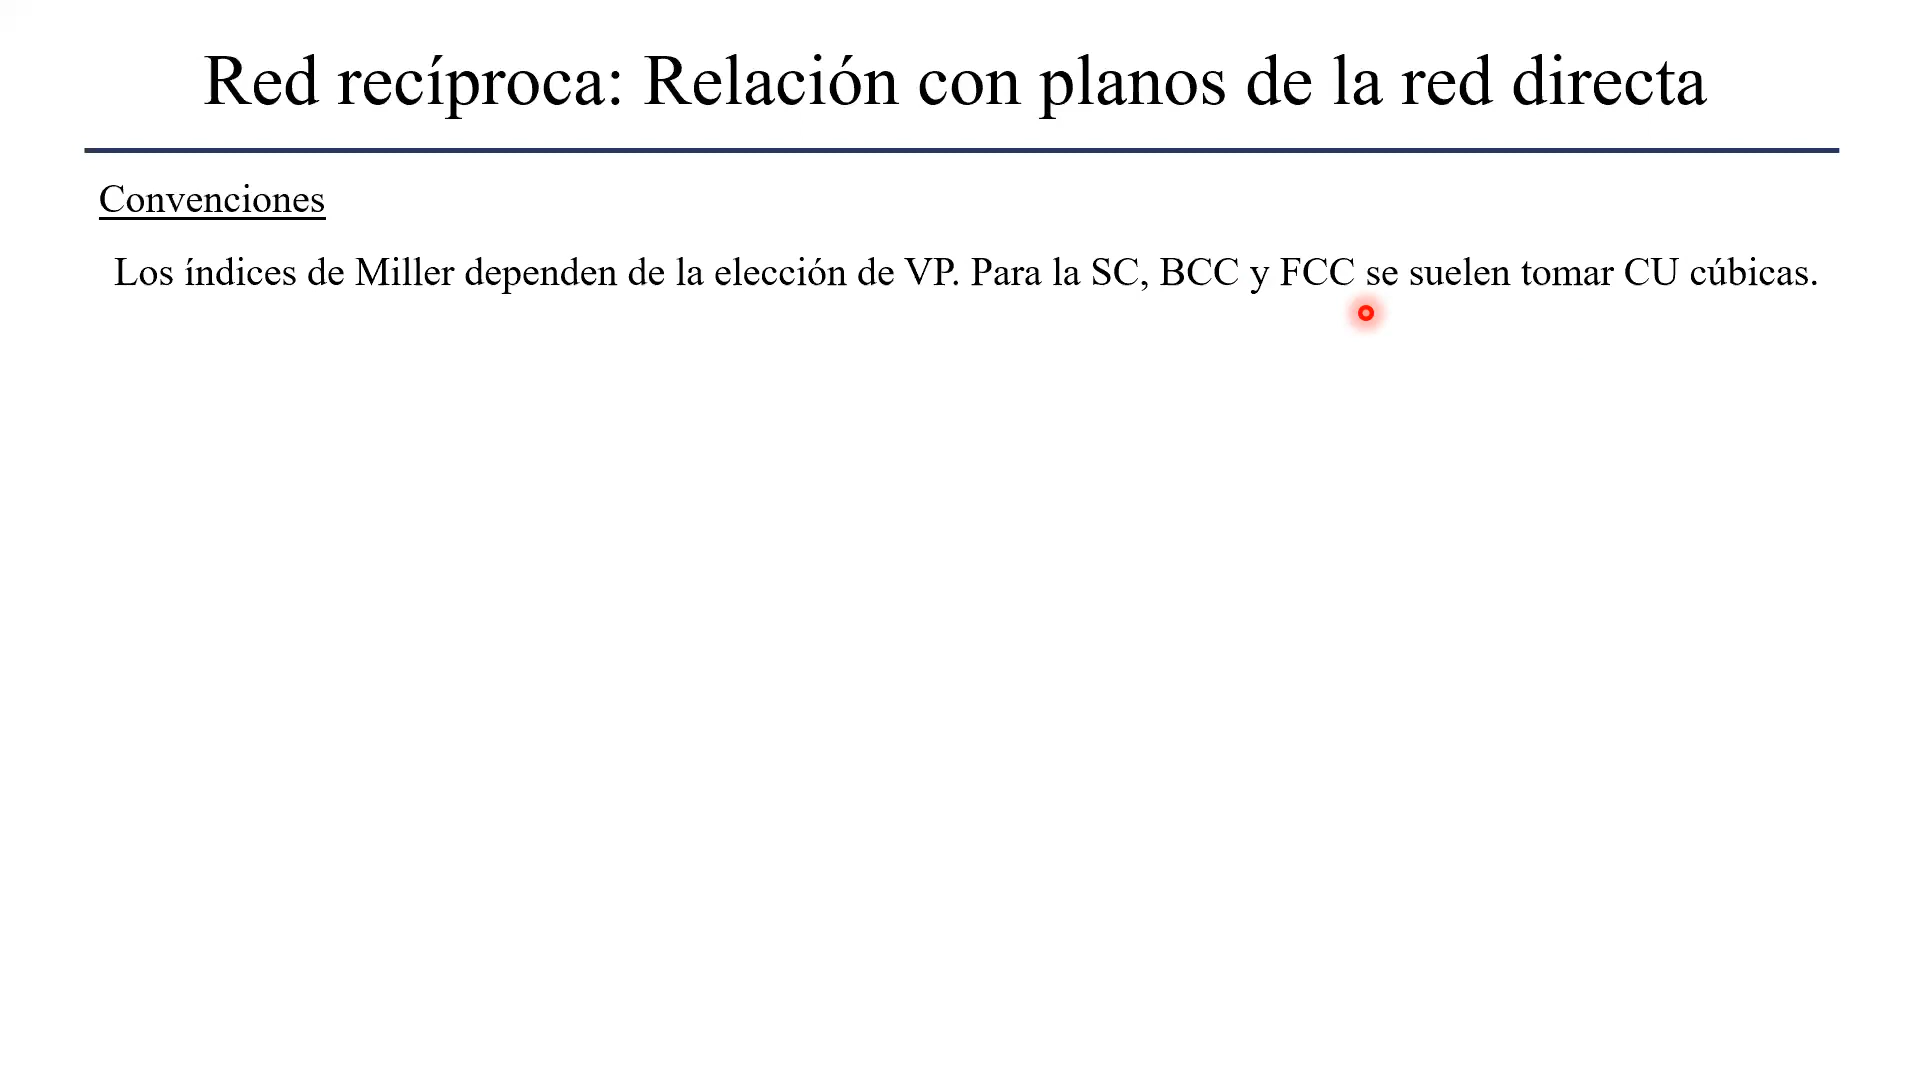 Red recíproca: Relación con planos de la red directa
Convenciones
Los índices de Miller dependen de la elección de VP. Para la SC, BCC y FCC se suelen tomar CU cúbicas.